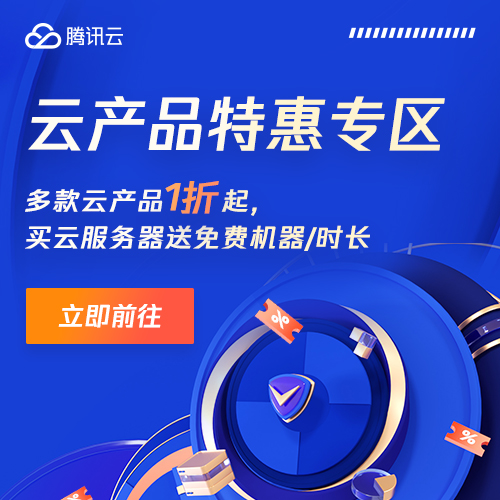 腾讯云
云产品特惠专区
多款云产品1折起，
买云服务器送免费机器/时长
立即前往
%
%